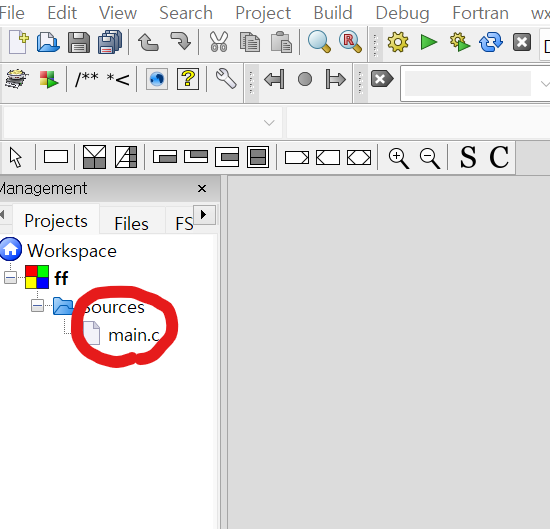 File Edit View Search Project Build Debug Fortran wx
/** *<
S C
Management
Projects Files FS
Workspace
ff
Sources
main.c